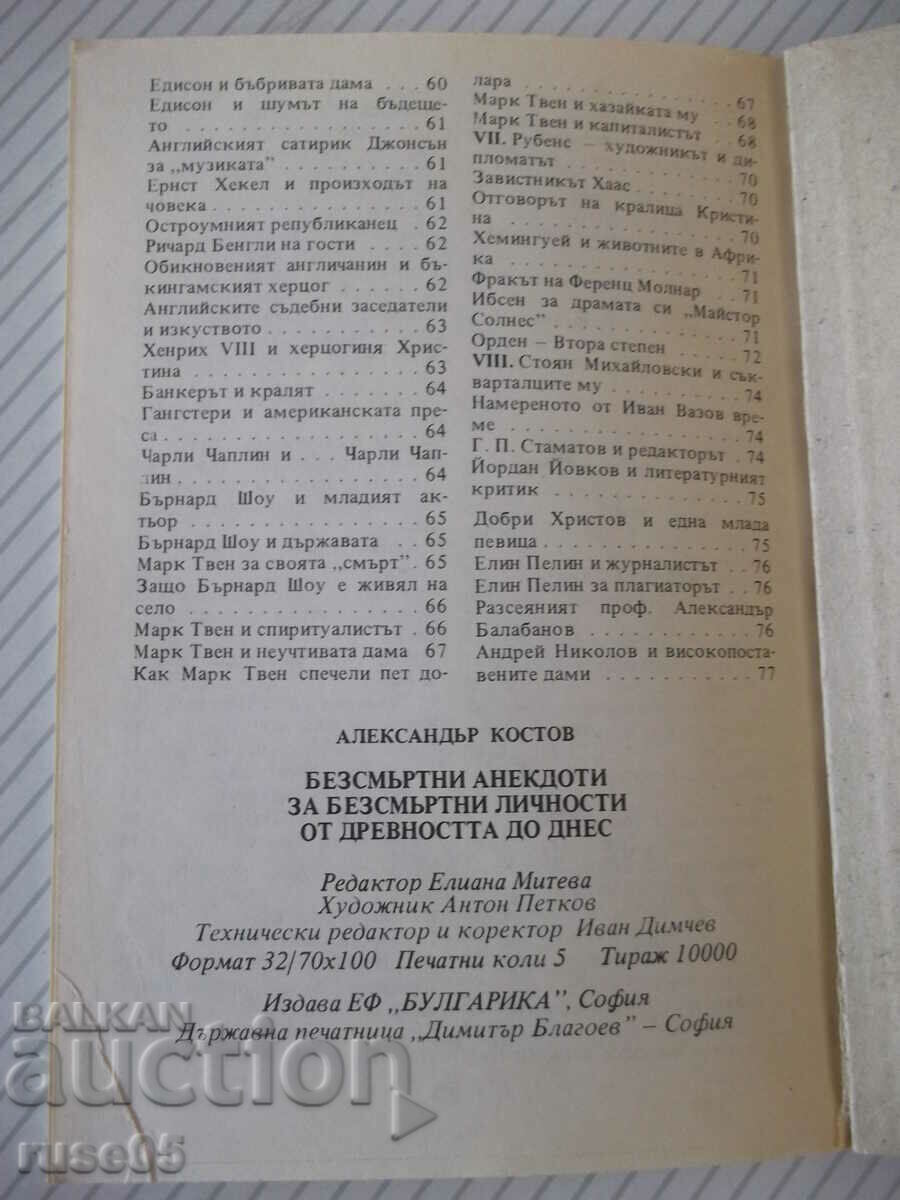 Едисон и бъбривата дама . . . 60
Едисон и шумът на бъдеще-
то . . . . . . . . . . . . . . 61
Английският сатирик Джонсън
за „музиката” . . . . . . . . . 61
Ернст Хекел и произходът на
човека . . . . . . . . . . . . . 61
Остроумният републиканец . 62
Ричард Бенгли на гости . . . . 62
Обикновеният англичанин и бъ-
кингамският херцог . . . . . . 62
Английските съдебни заседатели
и изкуството . . . . . . . . . . 63
Хенрих VIII и херцогиня Хрис-
тина . . . . . . . . . . . . . . 63
Банкерът и кралят . . . . . . . 64
Гангстери и американската пре-
са . . . . . . . . . . . . . . . 64
Чарли Чаплин и . . . Чарли Чап-
лин . . . . . . . . . . . . . . . 64
Бърнард Шоу и младият ак-
тьор . . . . . . . . . . . . . . 65
Бърнард Шоу и държавата . . 65
Марк Твен за своята „смърт”. 65
Защо Бърнард Шоу е живял на
село . . . . . . . . . . . . . . 66
Марк Твен и спиритуалистът . 66
Марк Твен и неучтивата дама 67
Как Марк Твен спечели пет до-
лара . . . . . . . . . . . . . . 67
Марк Твен и хазайката му . . 68
Марк Твен и капиталистът . . 68
VII. Рубенс – художникът и ди-
пломатът . . . . . . . . . . . . 70
Завистникът Хаас . . . . . . . 70
Отговорът на кралица Кристи-
на . . . . . . . . . . . . . . . 70
Хемингуей и животните в Афри-
ка . . . . . . . . . . . . . . . 71
Фракът на Ференц Молнар . . 71
Ибсен за драмата си „Майстор
Солнес” . . . . . . . . . . . . 71
Орден – Втора степен . . . . 72
VIII. Стоян Михайловски и сък-
варталците му . . . . . . . . . 74
Намереното от Иван Вазов вре-
ме . . . . . . . . . . . . . . . 74
Г. П. Стаматов и редакторът . 74
Йордан Йовков и литературният
критик . . . . . . . . . . . . . 75
Добри Христов и една млада
певица . . . . . . . . . . . . . 75
Елин Пелин и журналистът . . 76
Елин Пелин за плагиаторът . . 76
Разсеяният проф. Александър
Балабанов . . . . . . . . . . . 76
Андрей Николов и високопоста-
вените дами . . . . . . . . . . 77
АЛЕКСАНДЪР КОСТОВ
БЕЗСМЪРТНИ АНЕКДОТИ
ЗА БЕЗСМЪРТНИ ЛИЧНОСТИ
ОТ ДРЕВНОСТТА ДО ДНЕС
Редактор Елиана Митева
Художник Антон Петков
Технически редактор и коректор Иван Димчев
Формат 32/70х100 Печатни коли 5 Тираж 10000
Издава ЕФ „БУЛГАРИКА”, София
Държавна печатница „Димитър Благоев” – София
BALKAN
auction
ruse05